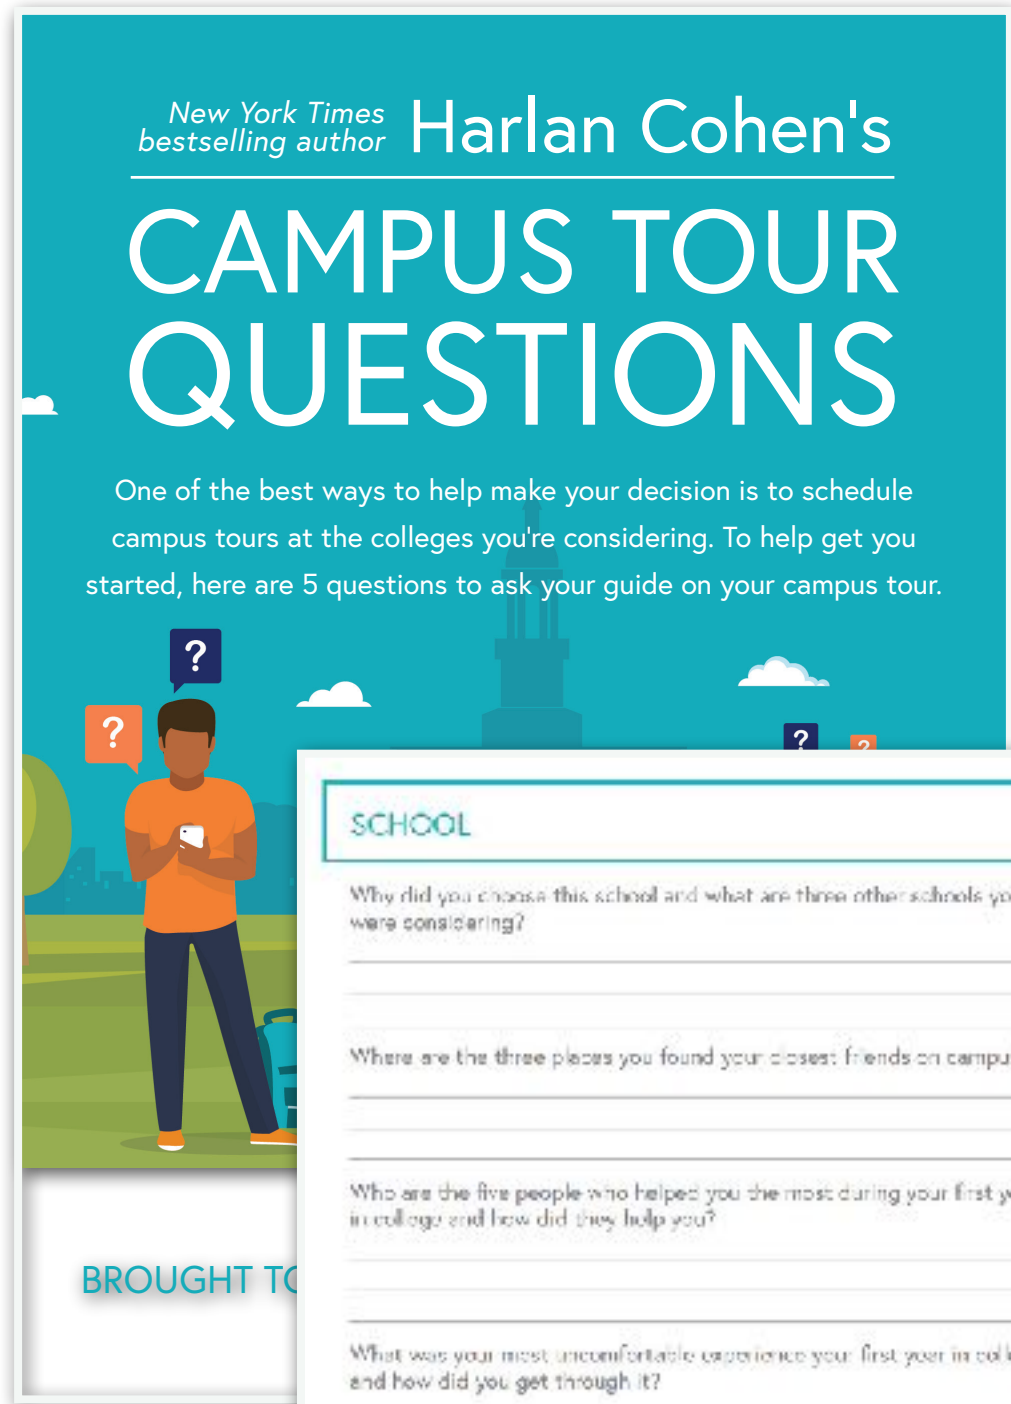 New York Times
bestselling author Harlan Cohen's
CAMPUS TOUR
QUESTIONS
One of the best ways to help make your decision is to schedule
campus tours at the colleges you're considering. To help get you
started, here are 5 questions to ask your guide on your campus tour.
?
?
?
?
SCHOOL
Why did you choose this school and what are three other schools yo
were considering?
Where are the three places you found your closest friends on campu
Who are the five people who helped you the most during your first y
in college and how did they help you?
What was your most uncomfortable experience your first year in coll
and how did you get through it?
BROUGHT TO